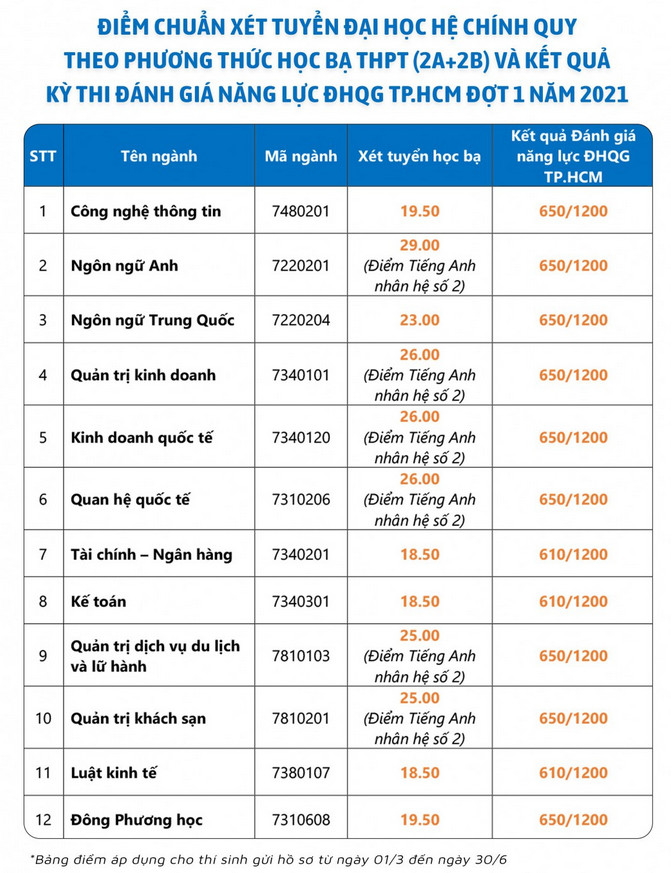 ĐIỂM CHUẨN XÉT TUYỂN ĐẠI HỌC HỆ CHÍNH QUY
THEO PHƯƠNG THỨC HỌC BẠ THPT (2A+2B) VÀ KẾT QUẢ
KỲ THI ĐÁNH GIÁ NĂNG LỰC ĐHQG TP.HCM ĐỢT 1 NĂM 2021
STT Tên ngành Mã ngành Xét tuyển học bạ Kết quả Đánh giá
năng lực ĐHQG
TP.HCM
1 Công nghệ thông tin 7480201 19.50 650/1200
2 Ngôn ngữ Anh 7220201 29.00 650/1200
(Điểm Tiếng Anh
nhân hệ số 2)
3 Ngôn ngữ Trung Quốc 7220204 23.00 650/1200
4 Quản trị kinh doanh 7340101 26.00 650/1200
(Điểm Tiếng Anh
nhân hệ số 2)
5 Kinh doanh quốc tế 7340120 26.00 650/1200
(Điểm Tiếng Anh
nhân hệ số 2)
6 Quan hệ quốc tế 7310206 26.00 650/1200
(Điểm Tiếng Anh
nhân hệ số 2)
7 Tài chính – Ngân hàng 7340201 18.50 610/1200
8 Kế toán 7340301 18.50 610/1200
9 Quản trị dịch vụ du lịch
và lữ hành 7810103 25.00 650/1200
(Điểm Tiếng Anh
nhân hệ số 2)
10 Quản trị khách sạn 7810201 25.00 650/1200
(Điểm Tiếng Anh
nhân hệ số 2)
11 Luật kinh tế 7380107 18.50 610/1200
12 Đông Phương học 7310608 19.50 650/1200
*Bảng điểm áp dụng cho thí sinh gửi hồ sơ từ ngày 01/3 đến ngày 30/6